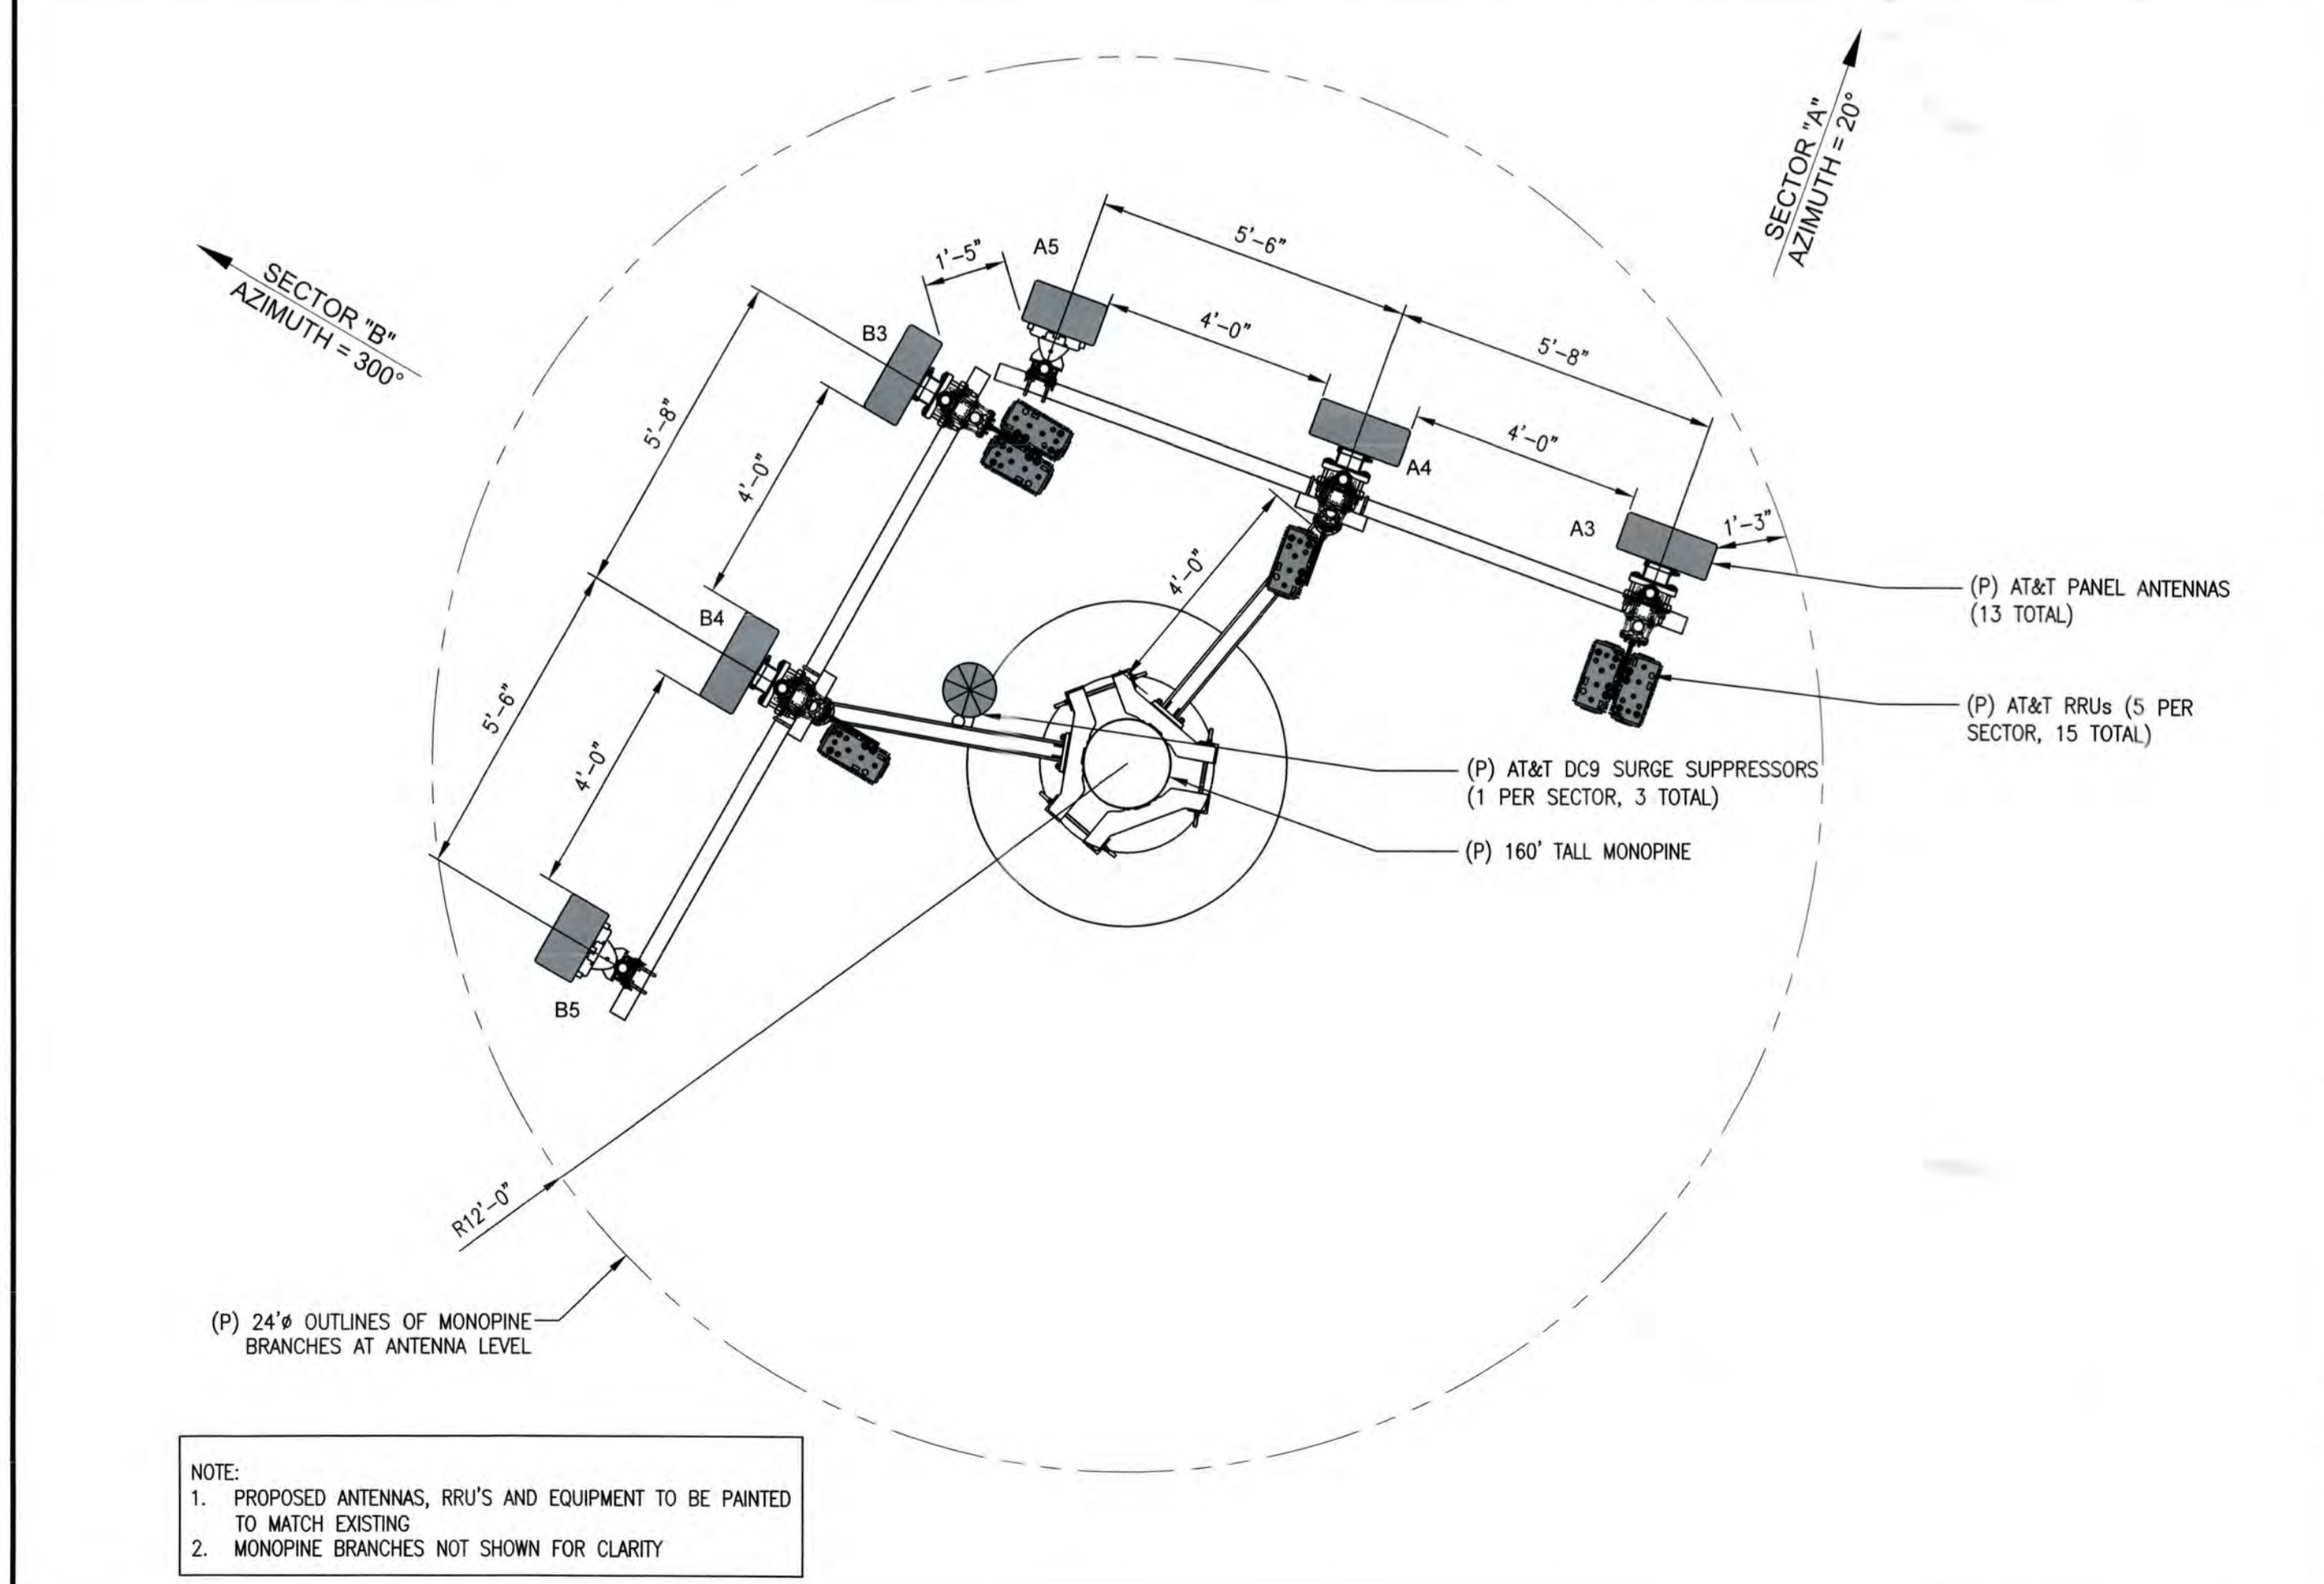 SECTOR "A"
AZIMUTH = 20°
SECTOR "B"
AZIMUTH = 300°
5'-6"
1'-5"
A5
4'-0"
B3
5'-8"
5'-8"
4'-0"
4'-0"
A4
A3
1'-3"
4'-0"
(P) AT&T PANEL ANTENNAS
(13 TOTAL)
B4
5'-6"
(P) AT&T RRUs (5 PER
SECTOR, 15 TOTAL)
4'-0"
(P) AT&T DC9 SURGE SUPPRESSORS
(1 PER SECTOR, 3 TOTAL)
(P) 160' TALL MONOPINE
B5
R12'-0"
(P) 24'ø OUTLINES OF MONOPINE
BRANCHES AT ANTENNA LEVEL
NOTE:
1. PROPOSED ANTENNAS, RRU'S AND EQUIPMENT TO BE PAINTED
TO MATCH EXISTING
2. MONOPINE BRANCHES NOT SHOWN FOR CLARITY